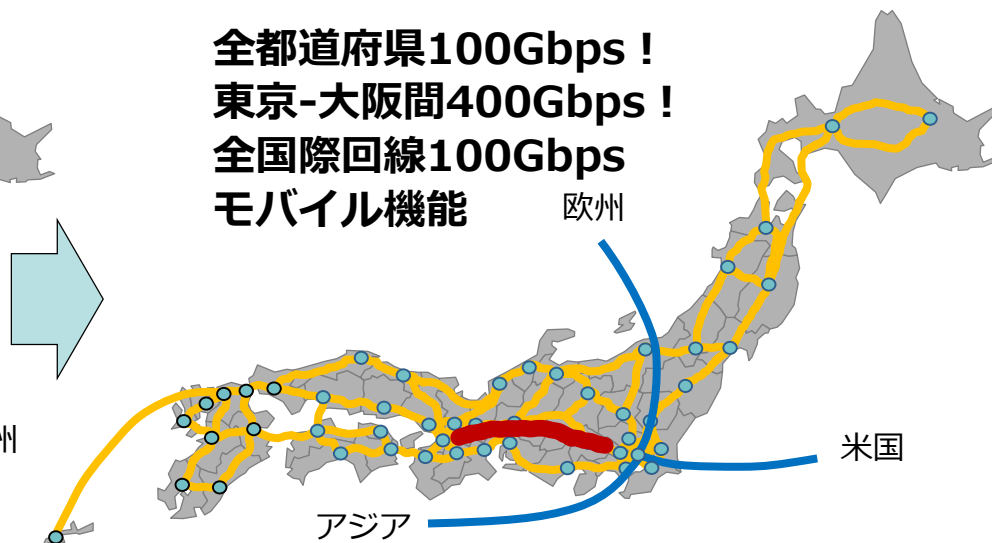 全都道府県100Gbps！
東京-大阪間400Gbps！
全国際回線100Gbps
モバイル機能
欧州
州
米国
アジア